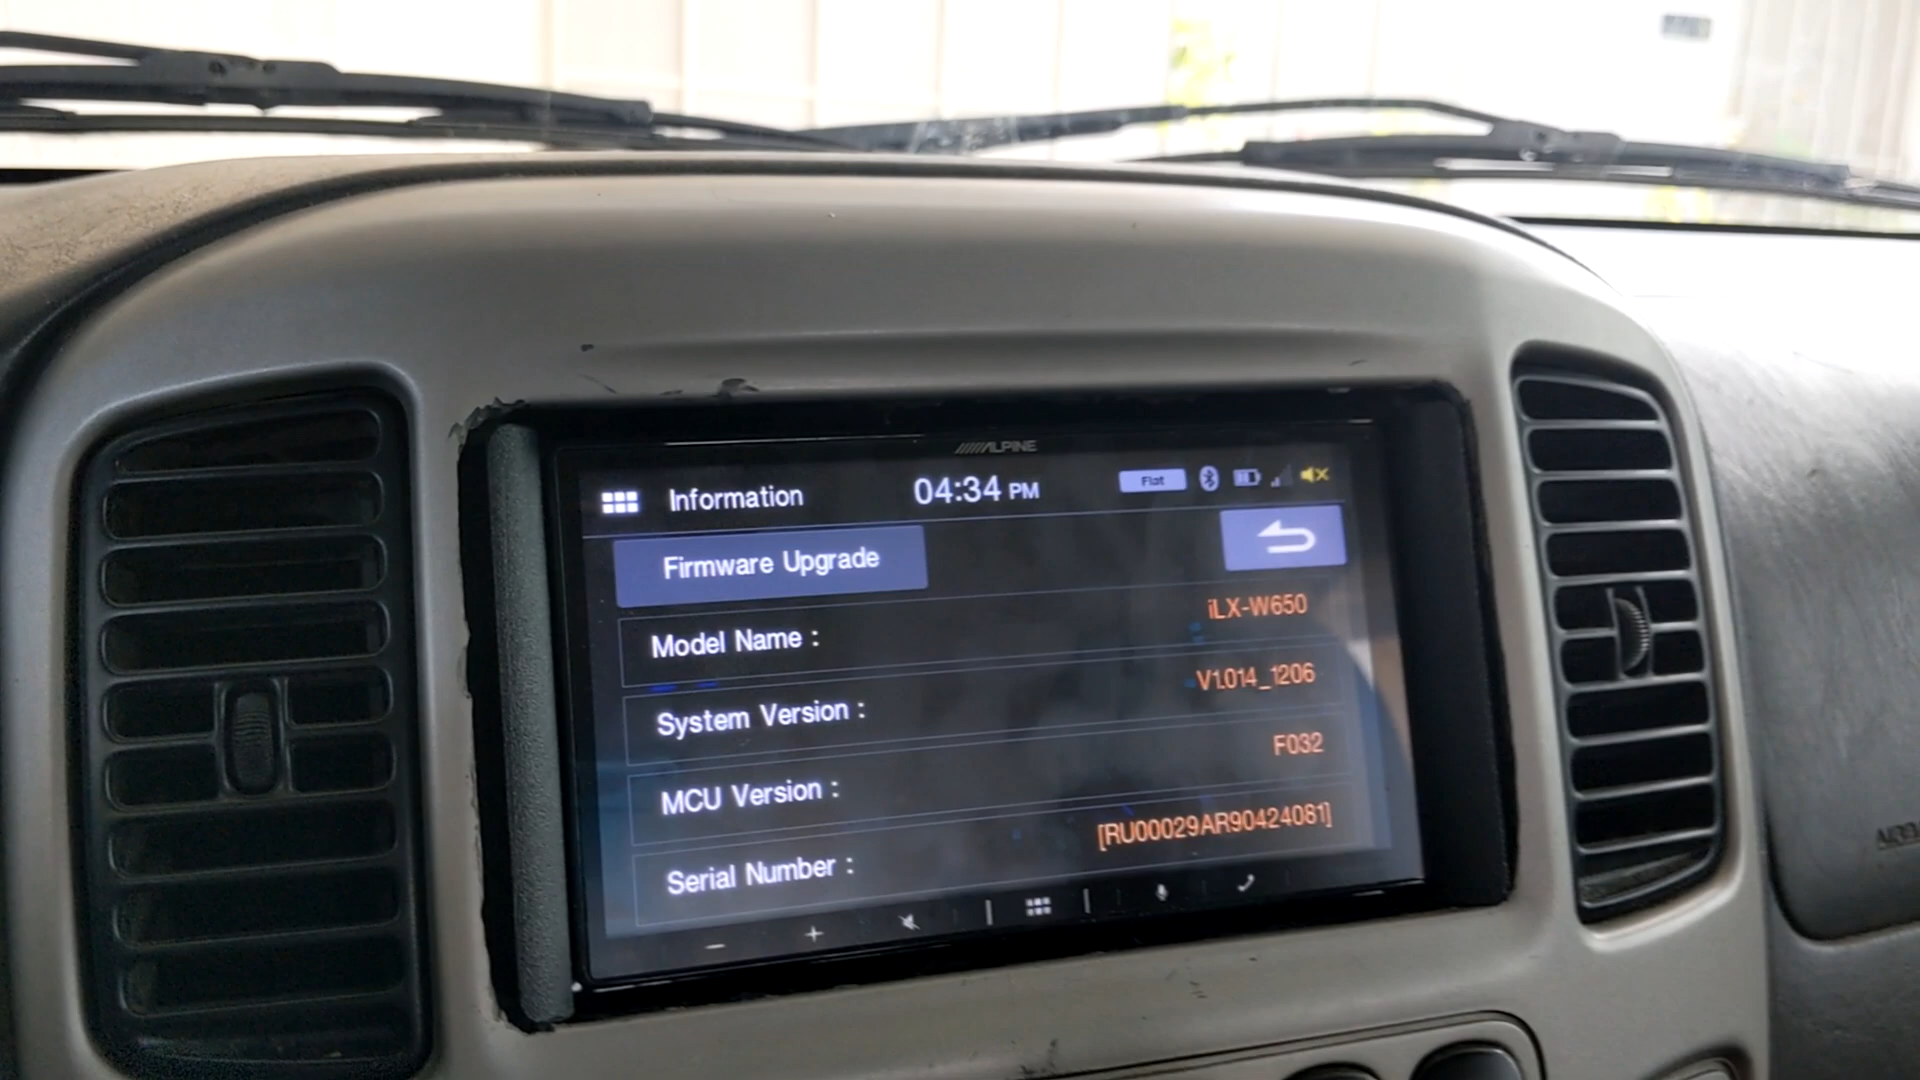 ALPINE
Information 04:34 PM Flat
Firmware Upgrade
Model Name : iLX-W650
System Version : V1.014_1206
MCU Version : F032
Serial Number : [RU00029AR90424081]